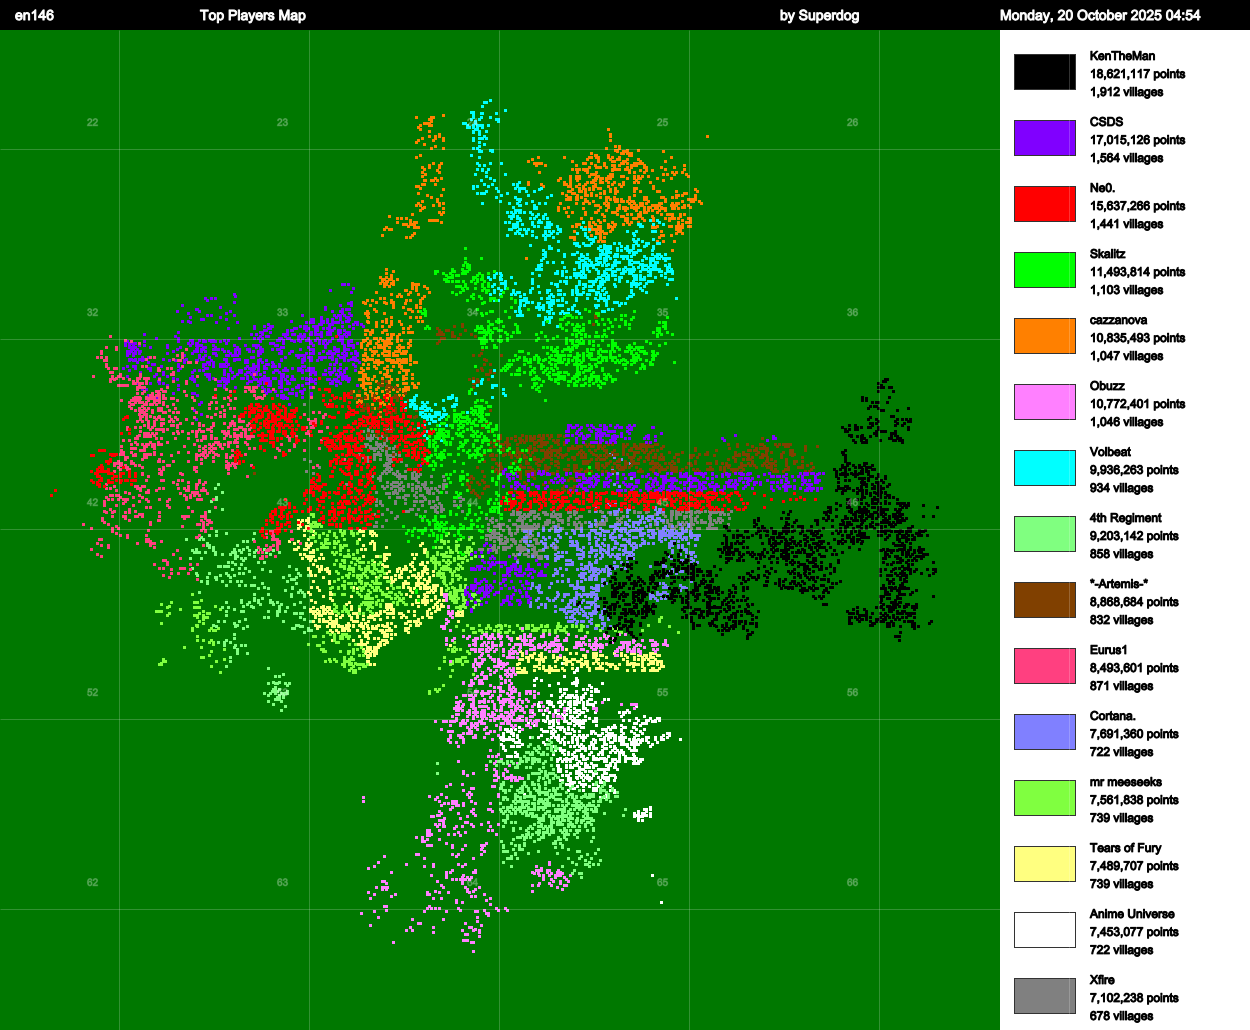 en146 Top Players Map by Superdog Monday, 20 October 2025 04:54
22 23 25 26
32 33 34 35 36
42 43 45
52 55 56
62 63 64 65 66
KenTheMan
18,621,117 points
1,912 villages
CSDS
17,015,126 points
1,564 villages
Ne0.
15,637,266 points
1,441 villages
Skalitz
11,493,814 points
1,103 villages
cazzanova
10,835,493 points
1,047 villages
Obuzz
10,772,401 points
1,046 villages
Volbeat
9,936,263 points
934 villages
4th Regiment
9,203,142 points
858 villages
*-Artemis-*
8,868,684 points
832 villages
Eurus1
8,493,601 points
871 villages
Cortana.
7,691,360 points
722 villages
mr meeseeks
7,561,838 points
739 villages
Tears of Fury
7,489,707 points
739 villages
Anime Universe
7,453,077 points
722 villages
Xfire
7,102,238 points
678 villages